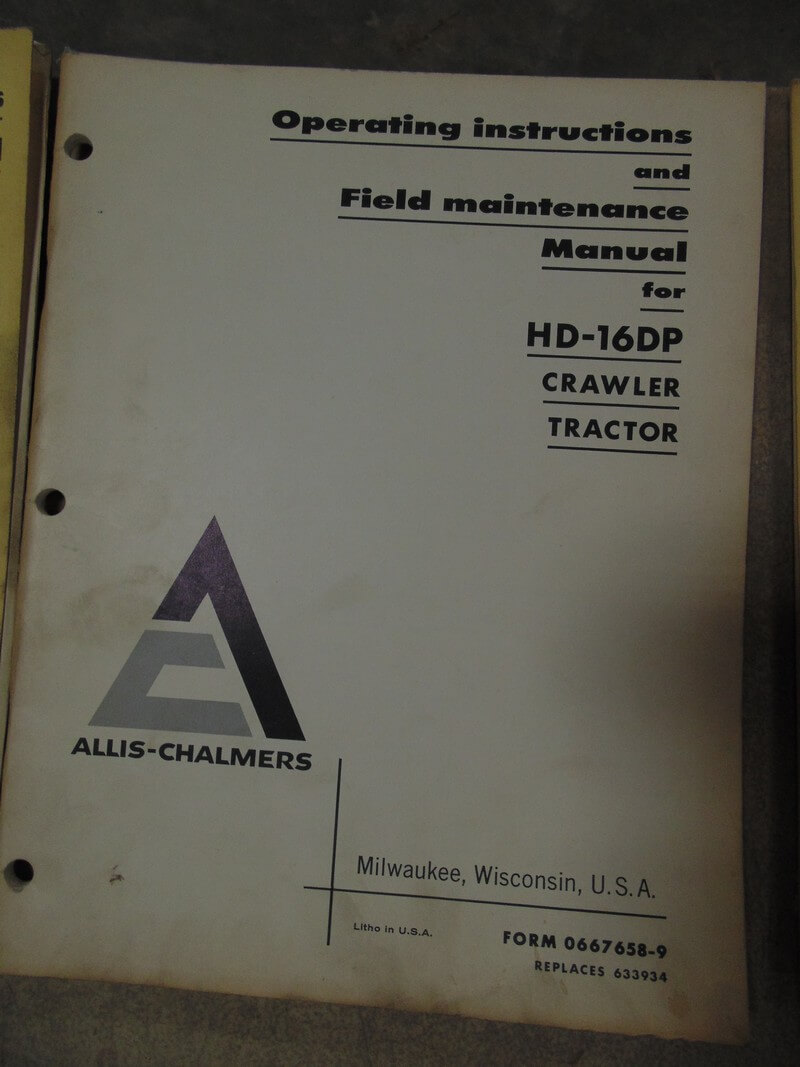 Operating instructions
and
Field maintenance
Manual
for
HD-16DP
CRAWLER
TRACTOR
ALLIS-CHALMERS
Milwaukee, Wisconsin, U.S.A.
Litho in U.S.A.
FORM 0667658-9
REPLACES 633934